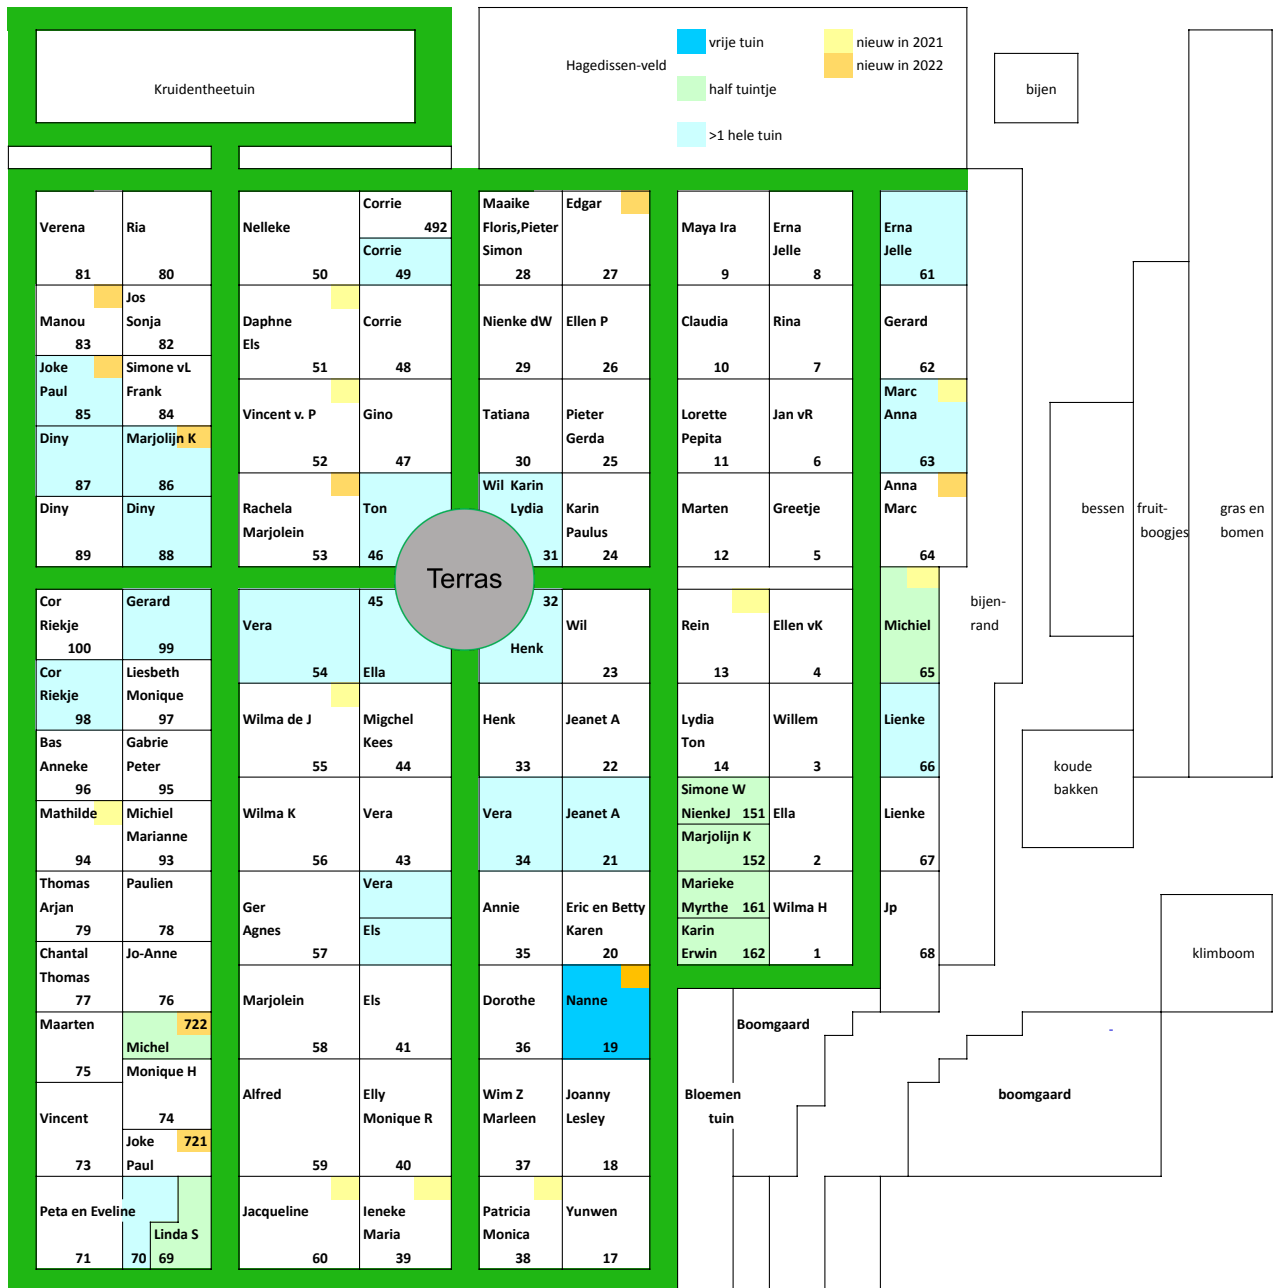 vrije tuin
nieuw in 2021
Hagedissen-veld
nieuw in 2022
Kruidentheetuin
half tuintje
bijen
>1 hele tuin
Verena
81
Ria
80
Nelleke
50
Corrie
492
Corrie
49
Maaike
Floris,Pieter
Simon
28
Edgar
27
Maya Ira
9
Erna
Jelle
8
Erna
Jelle
61
Manou
83
Jos
Sonja
82
Daphne
Els
51
Corrie
48
Nienke dW
29
Ellen P
26
Claudia
10
Rina
7
Gerard
62
Joke
Paul
85
Simone vL
Frank
84
Vincent v. P
52
Gino
47
Tatiana
30
Pieter
Gerda
25
Lorette
Pepita
11
Jan vR
6
Marc
Anna
63
Diny
87
Marjolijn K
86
Diny
89
Diny
88
Rachela
Marjolein
53
Ton
46
Wil Karin
Lydia
31
Karin
Paulus
24
Marten
12
Greetje
5
Anna
Marc
64
bessen
fruit-
boogjes
gras en
bomen
Terras
Cor
Riekje
100
Gerard
99
Vera
54
45
Ella
32
Henk
Wil
23
Rein
13
Ellen vK
4
Michiel
65
bijen-
rand
Cor
Riekje
98
Liesbeth
Monique
97
Wilma de J
55
Migchel
Kees
44
Henk
33
Jeanet A
22
Lydia
Ton
14
Willem
3
Lienke
66
Bas
Anneke
96
Gabrie
Peter
95
koude
bakken
Mathilde
94
Michiel
Marianne
93
Wilma K
56
Vera
43
Vera
34
Jeanet A
21
Simone W
NienkeJ 151
Marjolijn K
152
Ella
2
Lienke
67
Thomas
Arjan
79
Paulien
78
Ger
Agnes
57
Vera
Els
Annie
35
Eric en Betty
Karen
20
Marieke
Myrthe 161
Karin
Erwin 162
Wilma H
1
Jp
68
klimboom
Chantal
Thomas
77
Jo-Anne
76
Marjolein
58
Els
41
Dorothe
36
Nanne
19
Boomgaard
Maarten
75
722
Michel
Monique H
74
Alfred
59
Elly
Monique R
40
Wim Z
Marleen
37
Joanny
Lesley
18
Bloemen
tuin
boomgaard
-
Vincent
73
Joke 721
Paul
Peta en Eveline
71
70
Linda S
69
Jacqueline
60
Ieneke
Maria
39
Patricia
Monica
38
Yunwen
17